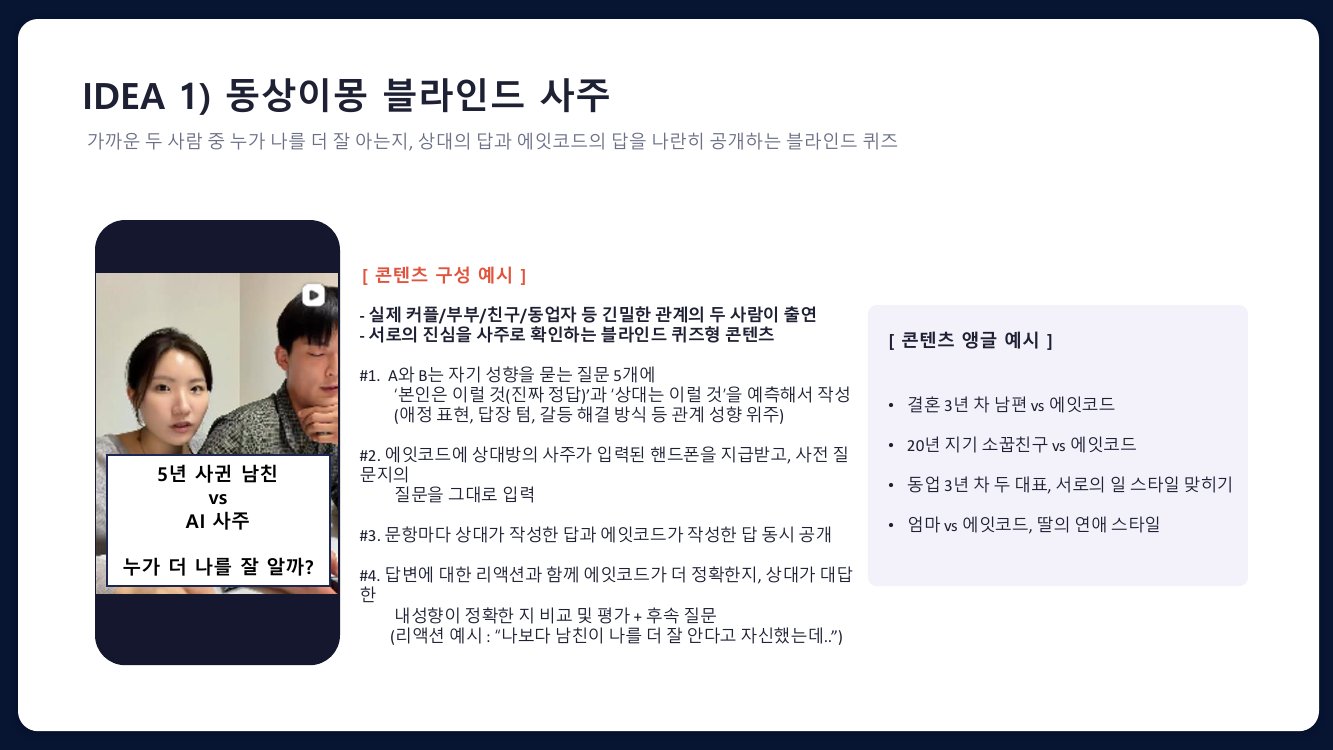 IDEA 1) 동상이몽 블라인드 사주
가까운 두 사람 중 누가 나를 더 잘 아는지, 상대의 답과 에잇코드의 답을 나란히 공개하는 블라인드 퀴즈
5년 사귄 남친
vs
AI 사주
누가 더 나를 잘 알까?
[ 콘텐츠 구성 예시 ]
- 실제 커플/부부/친구/동업자 등 긴밀한 관계의 두 사람이 출연
- 서로의 진심을 사주로 확인하는 블라인드 퀴즈형 콘텐츠
#1. A와 B는 자기 성향을 묻는 질문 5개에
‘본인은 이럴 것(진짜 정답)’과 ‘상대는 이럴 것’을 예측해서 작성
(애정 표현, 답장 텀, 갈등 해결 방식 등 관계 성향 위주)
#2. 에잇코드에 상대방의 사주가 입력된 핸드폰을 지급받고, 사전 질
문지의
질문을 그대로 입력
#3. 문항마다 상대가 작성한 답과 에잇코드가 작성한 답 동시 공개
#4. 답변에 대한 리액션과 함께 에잇코드가 더 정확한지, 상대가 대답
한
내성향이 정확한 지 비교 및 평가 + 후속 질문
(리액션 예시 : “나보다 남친이 나를 더 잘 안다고 자신했는데..”)
[ 콘텐츠 앵글 예시 ]
• 결혼 3년 차 남편 vs 에잇코드
• 20년 지기 소꿉친구 vs 에잇코드
• 동업 3년 차 두 대표, 서로의 일 스타일 맞히기
• 엄마 vs 에잇코드, 딸의 연애 스타일